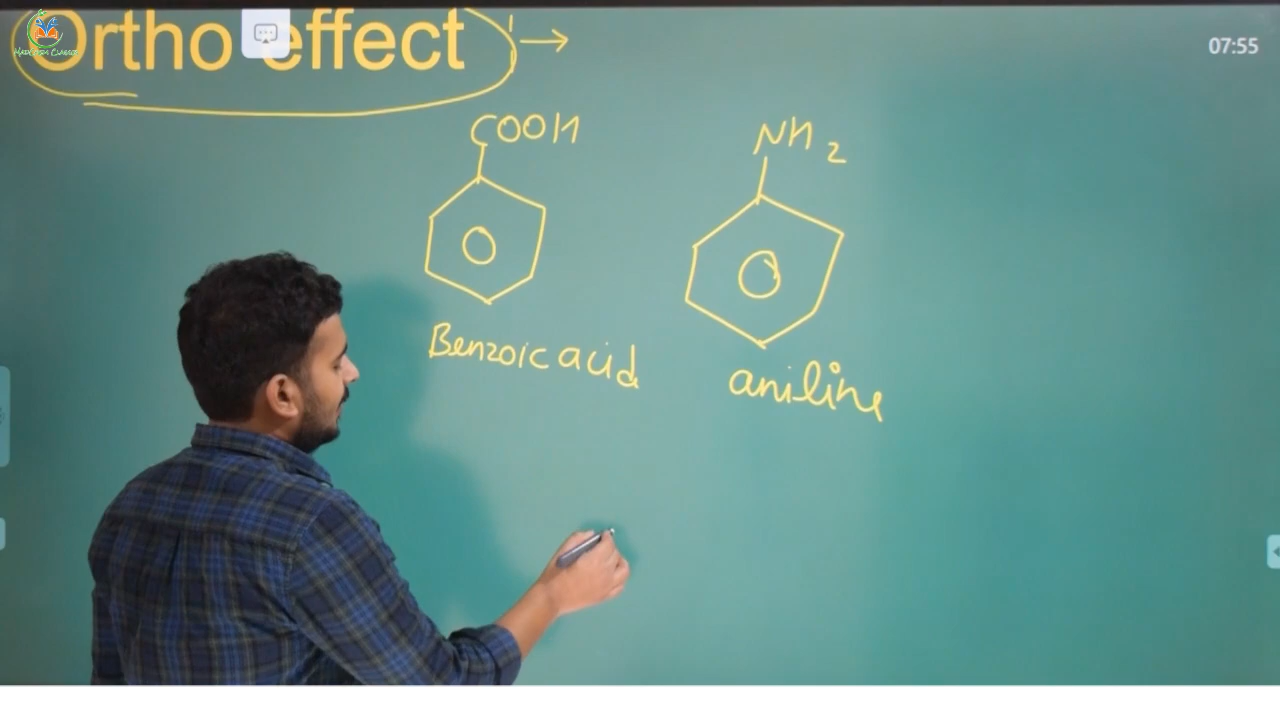 Ortho effect →
07:55
COOH
NH2
Benzoic acid
aniline